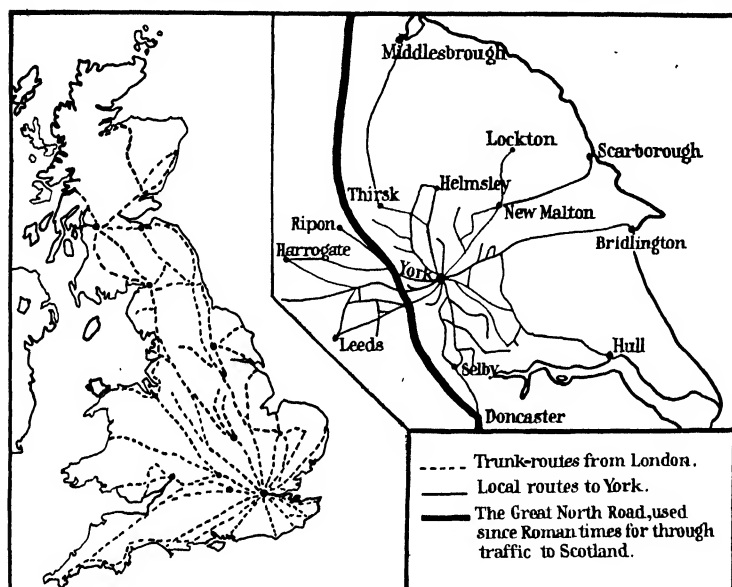 Middlesbrough
Lockton
Scarborough
Thirsk
Helmsley
New Malton
Ripon
Harrogate
York
Bridlington
Leeds
Hull
Selby
Doncaster
Trunk-routes from London.
Local routes to York.
The Great North Road, used
since Roman times for through
traffic to Scotland.